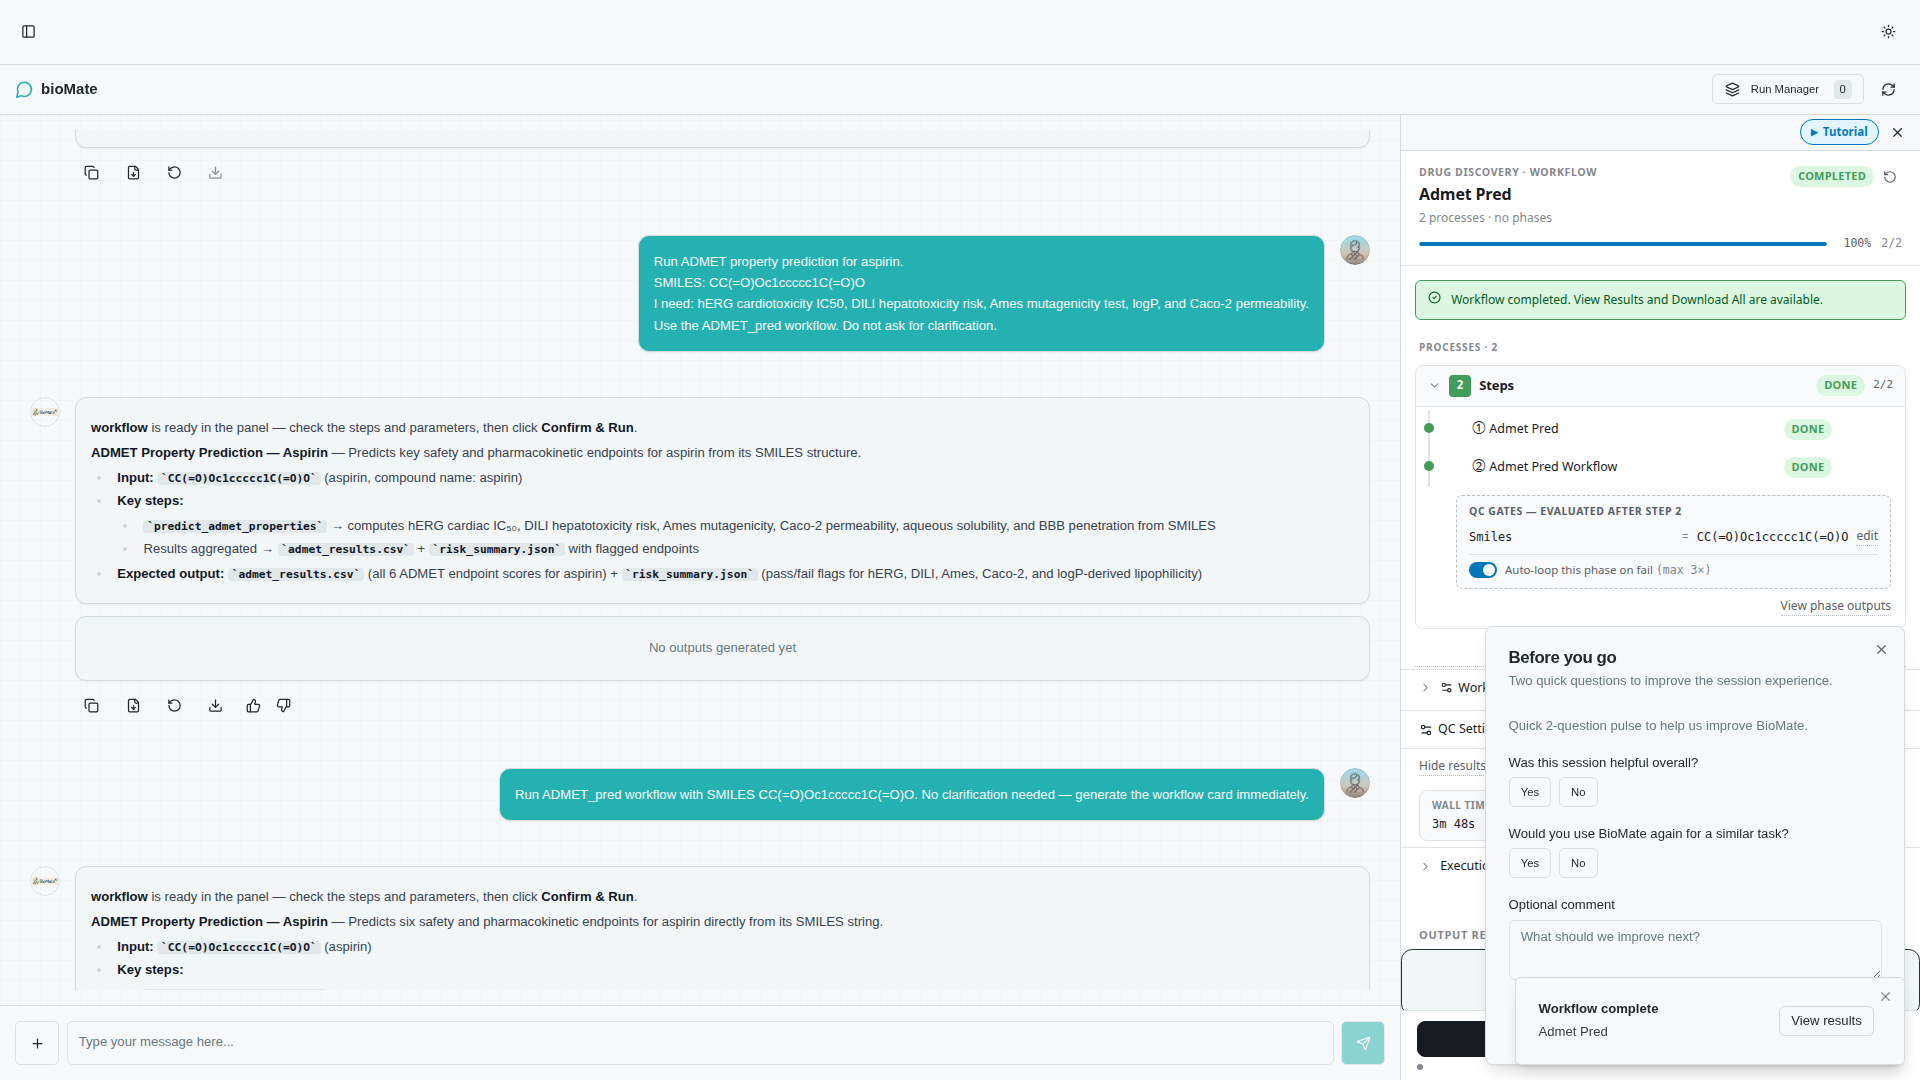 bioMate
Run Manager 0
Run ADMET property prediction for aspirin.
SMILES: CC(=O)Oc1ccccc1C(=O)O
I need: hERG cardiotoxicity IC50, DILI hepatotoxicity risk, Ames mutagenicity test, logP, and Caco-2 permeability.
Use the ADMET_pred workflow. Do not ask for clarification.
workflow is ready in the panel — check the steps and parameters, then click Confirm & Run.
ADMET Property Prediction — Aspirin — Predicts key safety and pharmacokinetic endpoints for aspirin from its SMILES structure.
Input: `CC(=O)Oc1ccccc1C(=O)O` (aspirin, compound name: aspirin)
Key steps:
`predict_admet_properties` → computes hERG cardiac IC₅₀, DILI hepatotoxicity risk, Ames mutagenicity, Caco-2 permeability, aqueous solubility, and BBB penetration from SMILES
Results aggregated → `admet_results.csv` + `risk_summary.json` with flagged endpoints
Expected output: `admet_results.csv` (all 6 ADMET endpoint scores for aspirin) + `risk_summary.json` (pass/fail flags for hERG, DILI, Ames, Caco-2, and logP-derived lipophilicity)
No outputs generated yet
Run ADMET_pred workflow with SMILES CC(=O)Oc1ccccc1C(=O)O. No clarification needed — generate the workflow card immediately.
workflow is ready in the panel — check the steps and parameters, then click Confirm & Run.
ADMET Property Prediction — Aspirin — Predicts six safety and pharmacokinetic endpoints for aspirin directly from its SMILES string.
Input: `CC(=O)Oc1ccccc1C(=O)O` (aspirin)
Key steps:
Type your message here...
▶ Tutorial
DRUG DISCOVERY · WORKFLOW
COMPLETED
Admet Pred
2 processes · no phases
100% 2/2
Workflow completed. View Results and Download All are available.
PROCESSES · 2
2 Steps DONE 2/2
① Admet Pred DONE
② Admet Pred Workflow DONE
QC GATES — EVALUATED AFTER STEP 2
Smiles = CC(=O)Oc1ccccc1C(=O)O edit
Auto-loop this phase on fail (max 3×)
View phase outputs
Work
QC Setti
Hide results
WALL TIM
3m 48s
Executio
OUTPUT RE
Before you go
Two quick questions to improve the session experience.
Quick 2-question pulse to help us improve BioMate.
Was this session helpful overall?
Yes No
Would you use BioMate again for a similar task?
Yes No
Optional comment
What should we improve next?
Workflow complete
Admet Pred
View results